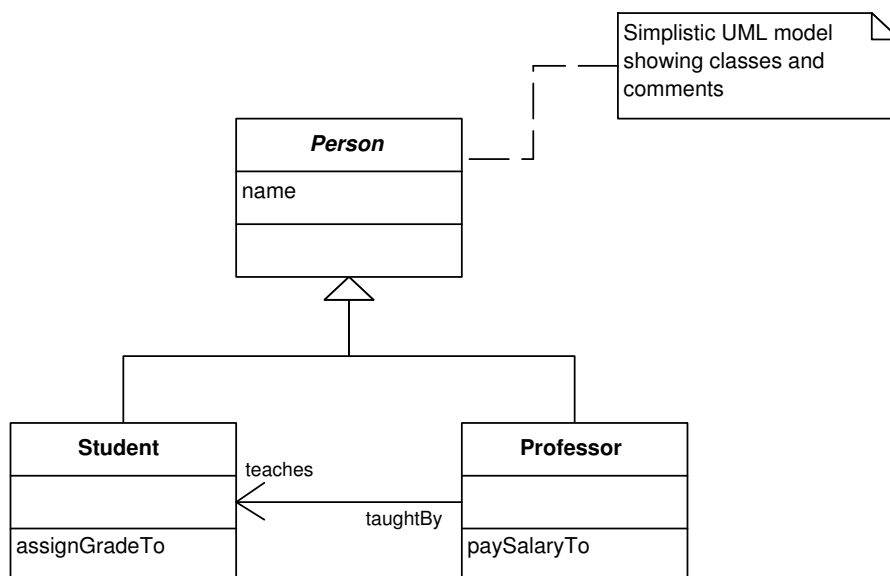 Simplistic UML model
showing classes and
comments
Person
name
Student
Professor
teaches
taughtBy
assignGradeTo
paySalaryTo